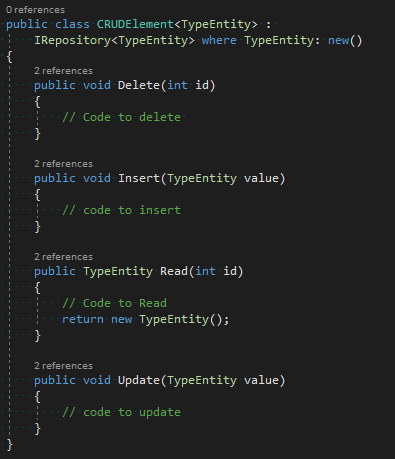 0 references
public class CRUDElement<TypeEntity> :
IRepository<TypeEntity> where TypeEntity: new()
{
2 references
public void Delete(int id)
{
// Code to delete
}
2 references
public void Insert(TypeEntity value)
{
// code to insert
}
2 references
public TypeEntity Read(int id)
{
// Code to Read
return new TypeEntity();
}
2 references
public void Update(TypeEntity value)
{
// code to update
}
}